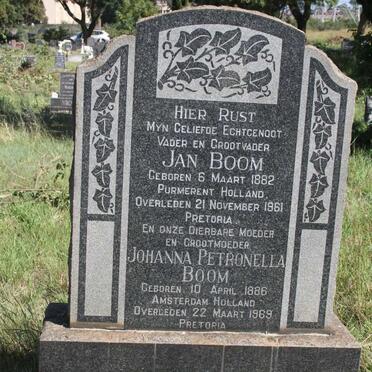 Hier Rust
Myn Geliefde Echtgenoot
Vader en Grootvader
Jan Boom
Geboren 6 Maart 1882
Purmerent Holland
Overleden 21 November 1961
Pretoria
En onze Dierbare Moeder
en Grootmoeder
Johanna Petronella
Boom
Geboren 10 April 1886
Amsterdam Holland
Overleden 22 Maart 1969
Pretoria